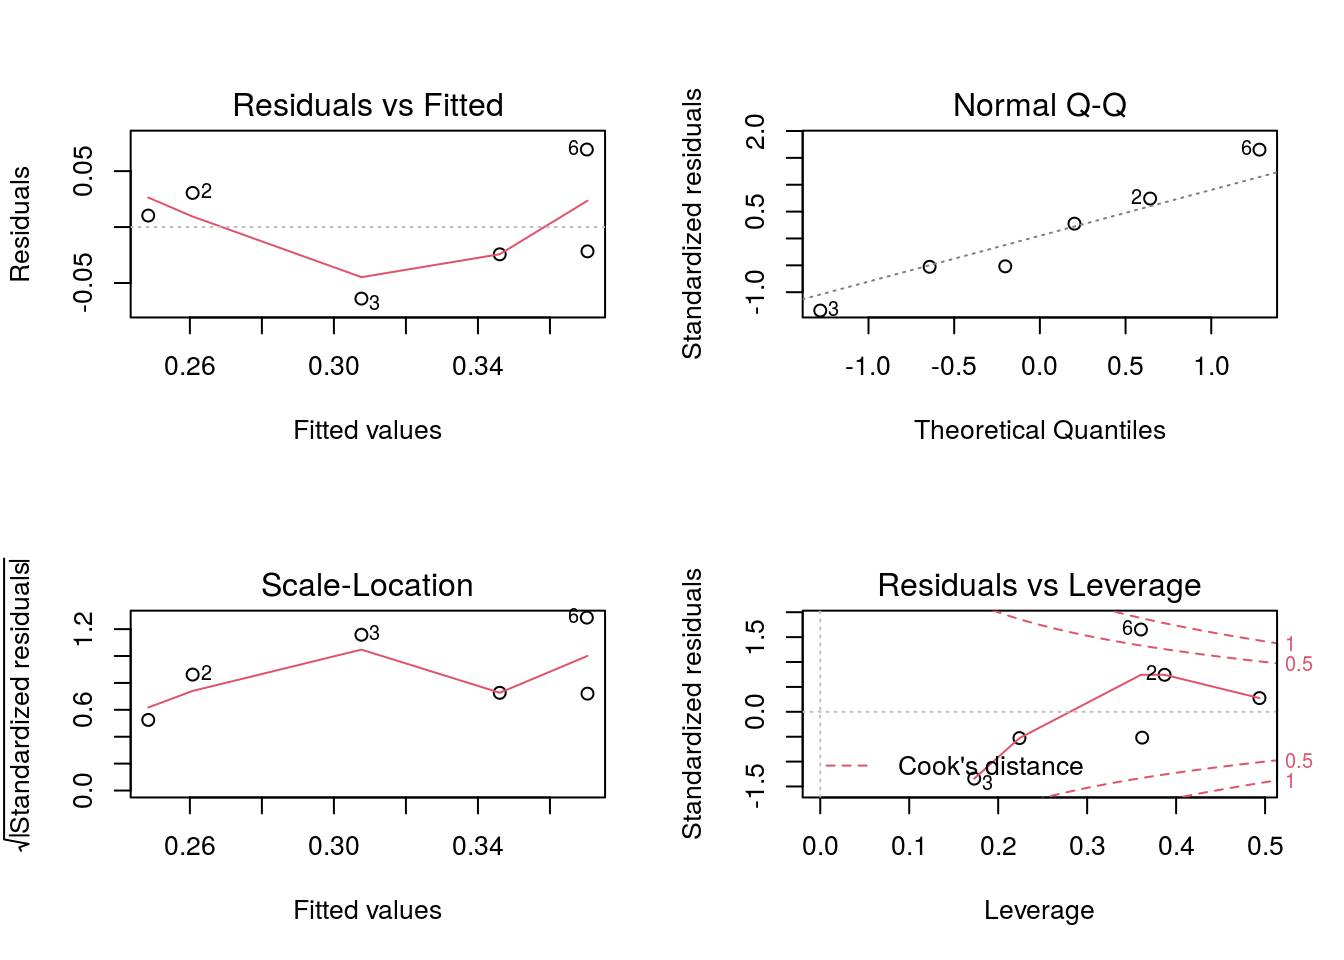 Residuals vs Fitted
Residuals
0.05
-0.05
6
2
3
0.26 0.30 0.34
Fitted values
Normal Q-Q
Standardized residuals
2.0
0.5
-1.0
6
2
3
-1.0 -0.5 0.0 0.5 1.0
Theoretical Quantiles
Scale-Location
√|Standardized residuals|
1.2
0.6
0.0
6
3
2
0.26 0.30 0.34
Fitted values
Residuals vs Leverage
Standardized residuals
1.5
0.0
-1.5
6
2
3
1
0.5
0.5
1
Cook's distance
0.0 0.1 0.2 0.3 0.4 0.5
Leverage